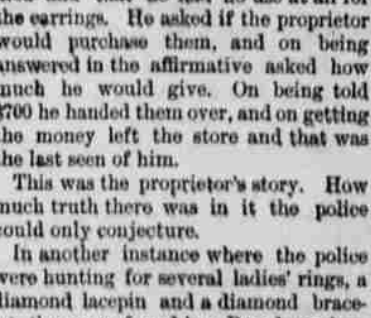 the earrings. He asked if the proprietor
would purchase them, and on being
answered in the affirmative asked how
much he would give. On being told
$700 he handed them over, and on getting
the money left the store and that was
the last seen of him.
This was the proprietor's story. How
much truth there was in it the police
could only conjecture.
In another instance where the police
were hunting for several ladies' rings, a
diamond lacepin and a diamond brace-